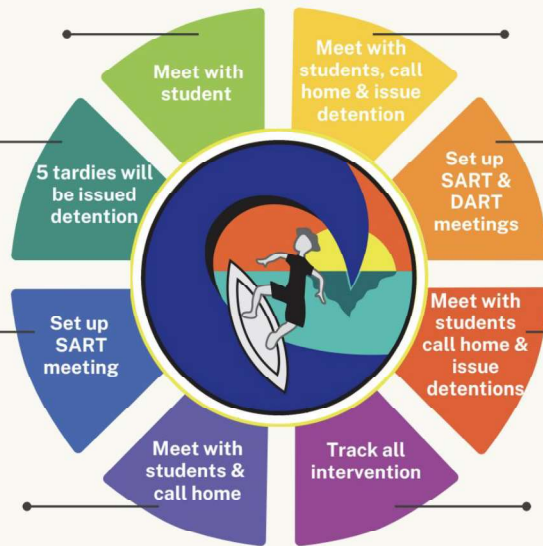 Meet with
student
Meet with
students, call
home & issue
detention
5 tardies will
be issued
detention
Set up
SART &
DART
meetings
Set up
SART
meeting
Meet with
students
call home &
issue
detentions
Meet with
students &
call home
Track all
intervention